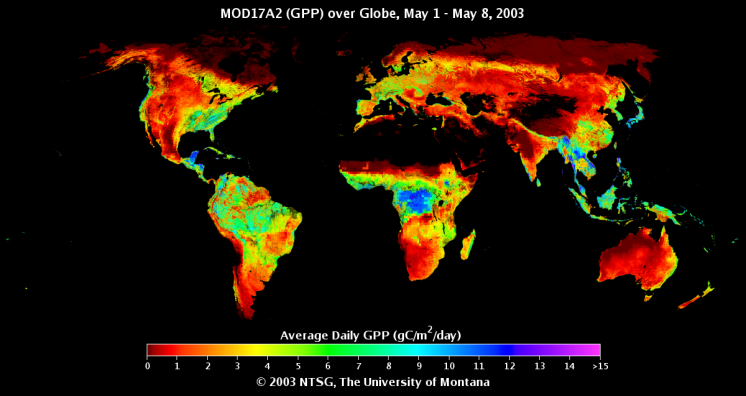 MOD17A2 (GPP) over Globe, May 1 - May 8, 2003
Average Daily GPP (gC/m²/day)
0 1 2 3 4 5 6 7 8 9 10 11 12 13 14 >15
© 2003 NTSG, The University of Montana